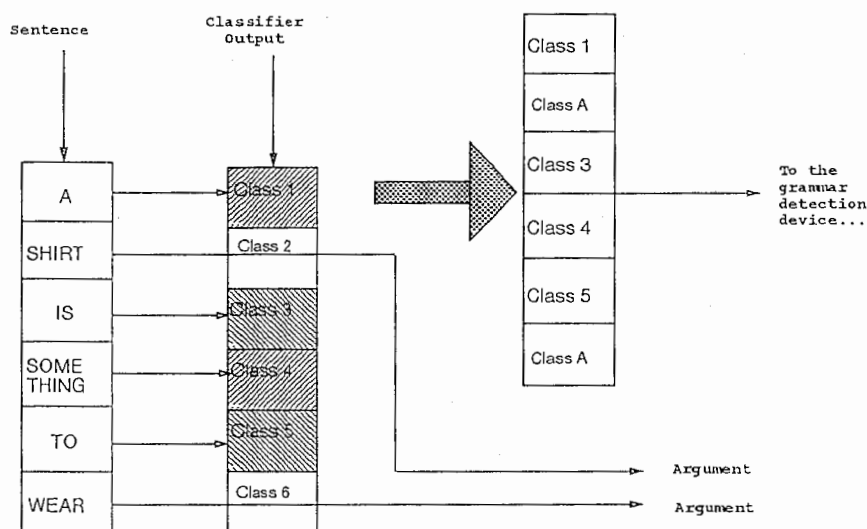 Sentence
Classifier
Output
A
SHIRT
IS
SOME
THING
TO
WEAR
Class 1
Class 2
Class 3
Class 4
Class 5
Class 6
Class 1
Class A
Class 3
Class 4
Class 5
Class A
To the
grammar
detection
device...
Argument
Argument